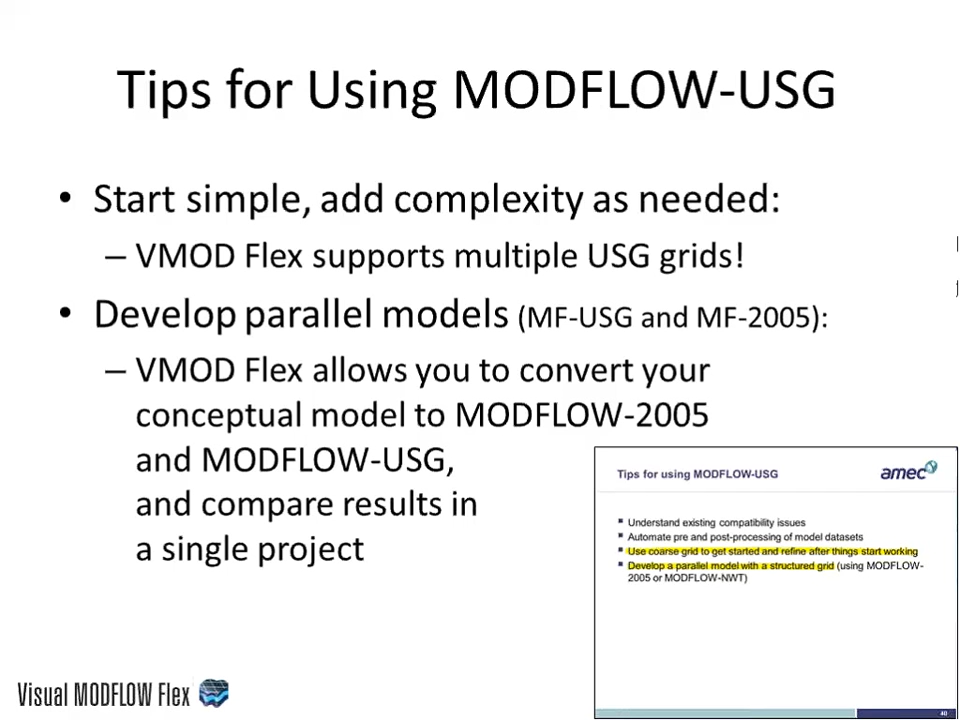 Tips for Using MODFLOW-USG
• Start simple, add complexity as needed:
– VMOD Flex supports multiple USG grids!
• Develop parallel models (MF-USG and MF-2005):
– VMOD Flex allows you to convert your
conceptual model to MODFLOW-2005
and MODFLOW-USG,
and compare results in
a single project
Tips for using MODFLOW-USG
amec
Understand existing compatibility issues
Automate pre and post-processing of model datasets
Use coarse grid to get started and refine after things start working
Develop a parallel model with a structured grid (using MODFLOW-
2005 or MODFLOW-NWT)
40
Visual MODFLOW Flex